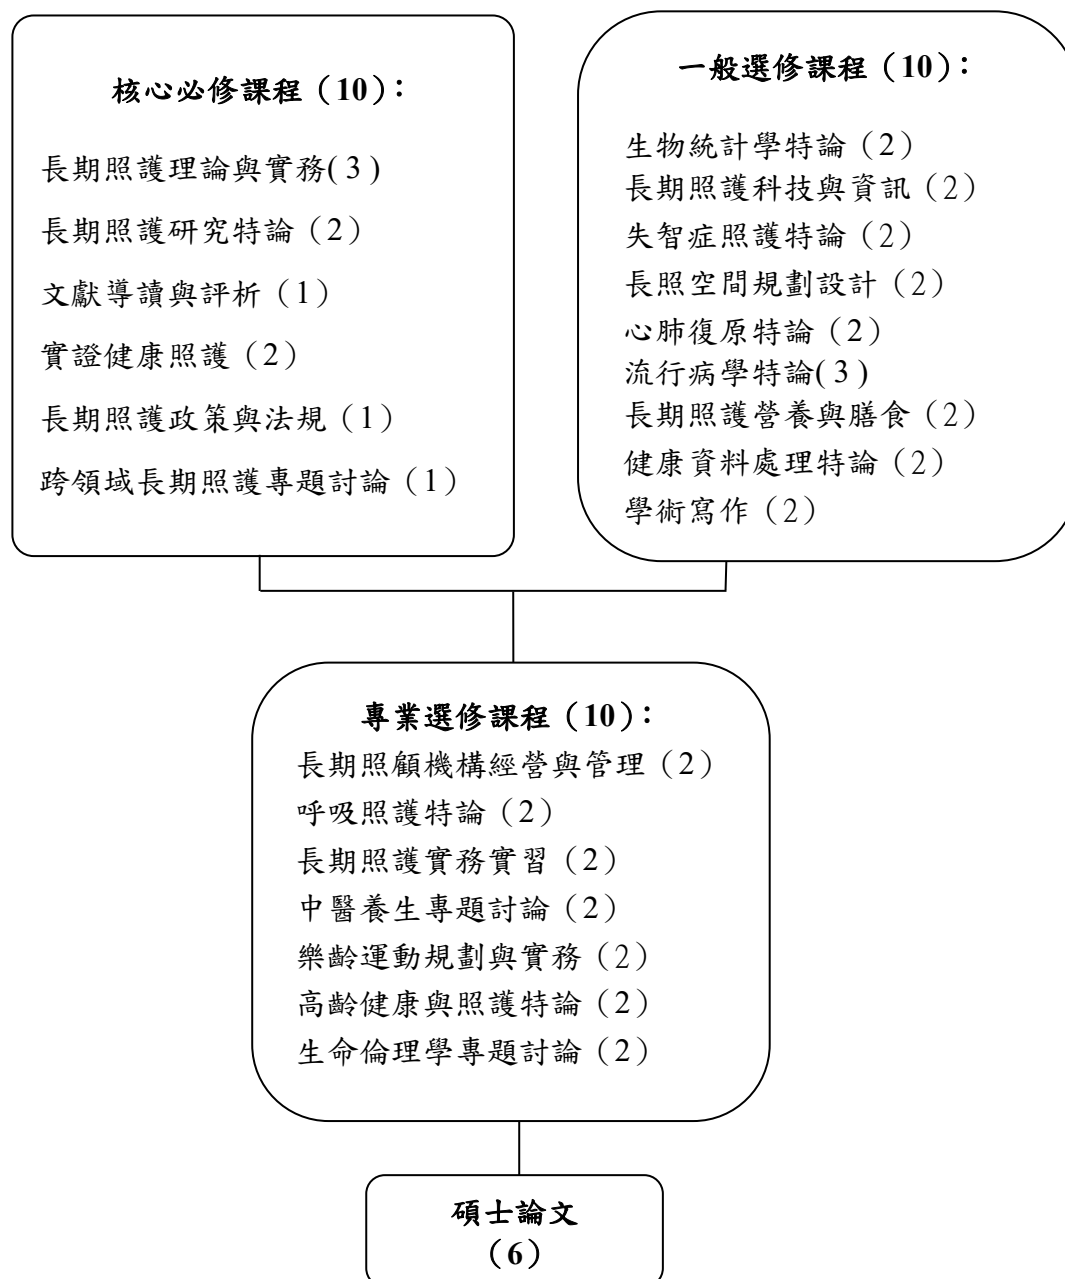 核心必修課程（10）：
長期照護理論與實務(3)
長期照護研究特論（2）
文獻導讀與評析（1）
實證健康照護（2）
長期照護政策與法規（1）
跨領域長期照護專題討論（1）
一般選修課程（10）：
生物統計學特論（2）
長期照護科技與資訊（2）
失智症照護特論（2）
長照空間規劃設計（2）
心肺復原特論（2）
流行病學特論(3)
長期照護營養與膳食（2）
健康資料處理特論（2）
學術寫作（2）
專業選修課程（10）：
長期照顧機構經營與管理（2）
呼吸照護特論（2）
長期照護實務實習（2）
中醫養生專題討論（2）
樂齡運動規劃與實務（2）
高齡健康與照護特論（2）
生命倫理學專題討論（2）
碩士論文
（6）